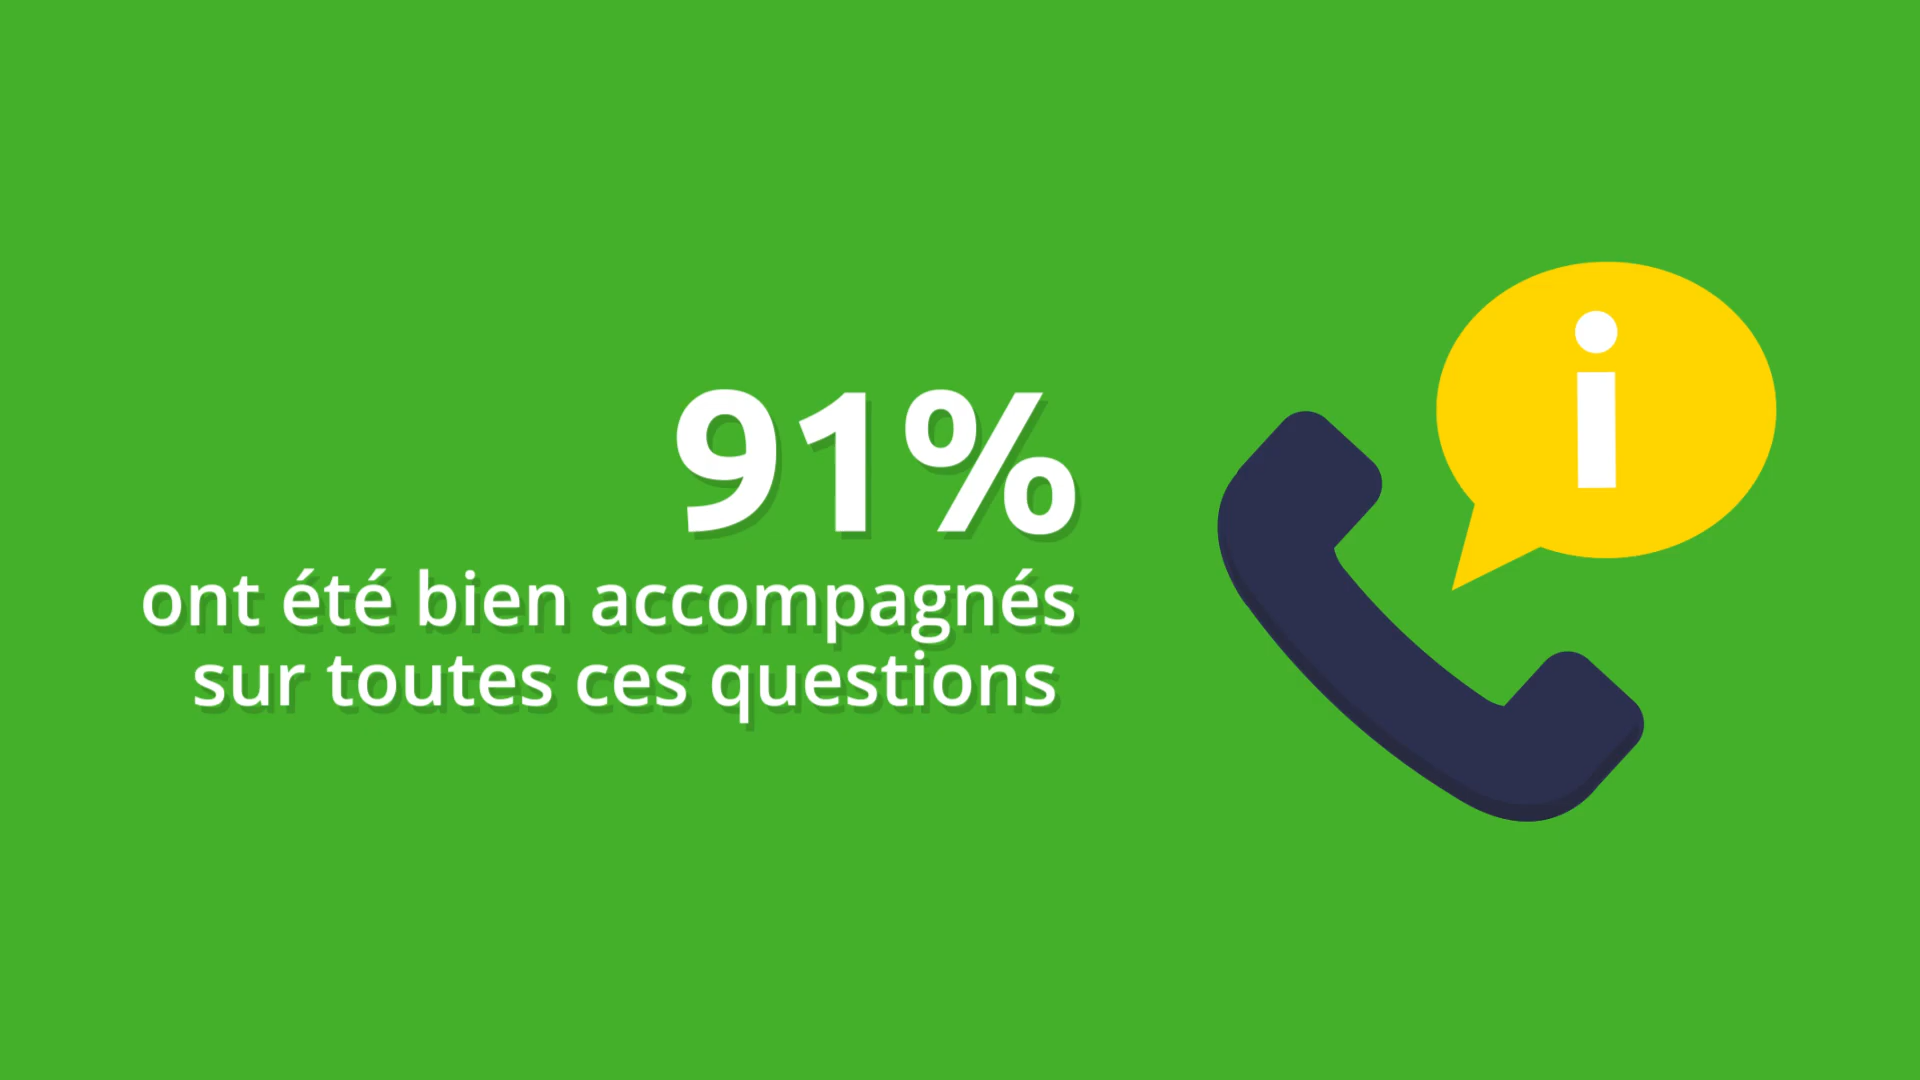 91%
ont été bien accompagnés
sur toutes ces questions
i